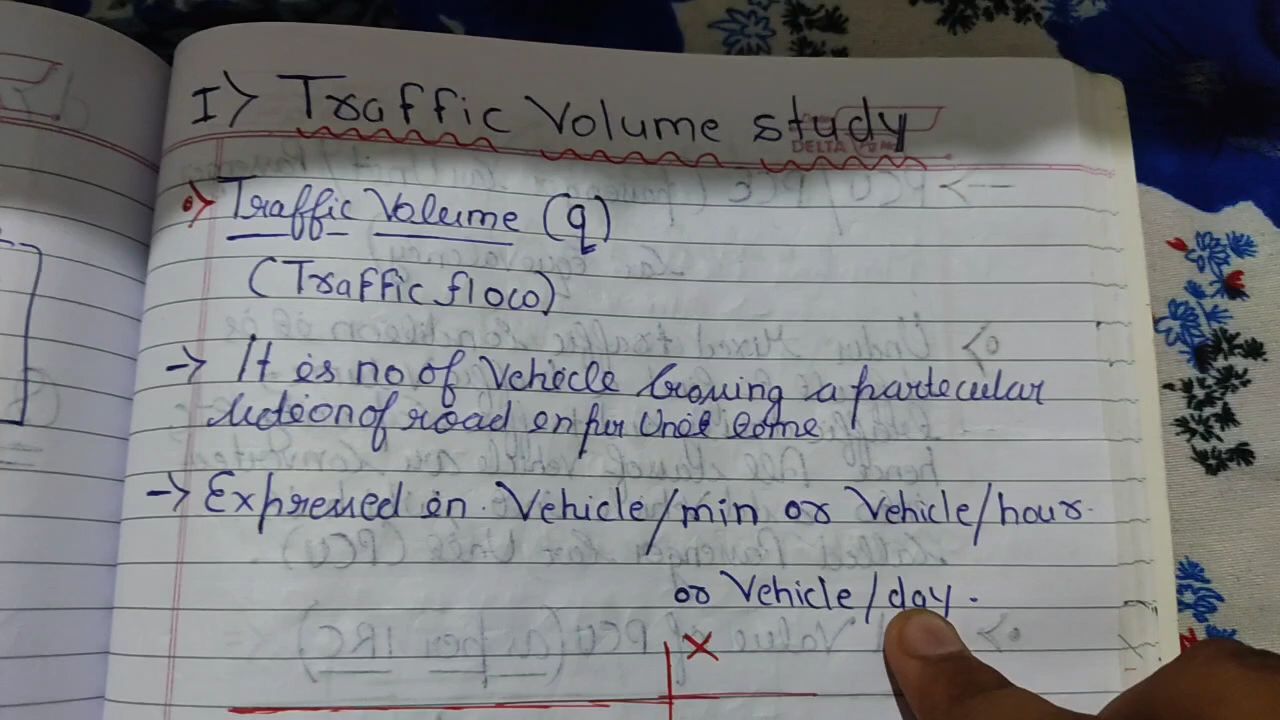 I> Traffic Volume study
Traffic Volume (q)
(Traffic flow)
→ It is no of Vehicle Crossing a particular
section of road in per Unit time
→ Expressed in. Vehicle/min or Vehicle/hour.
or Vehicle/day.
X